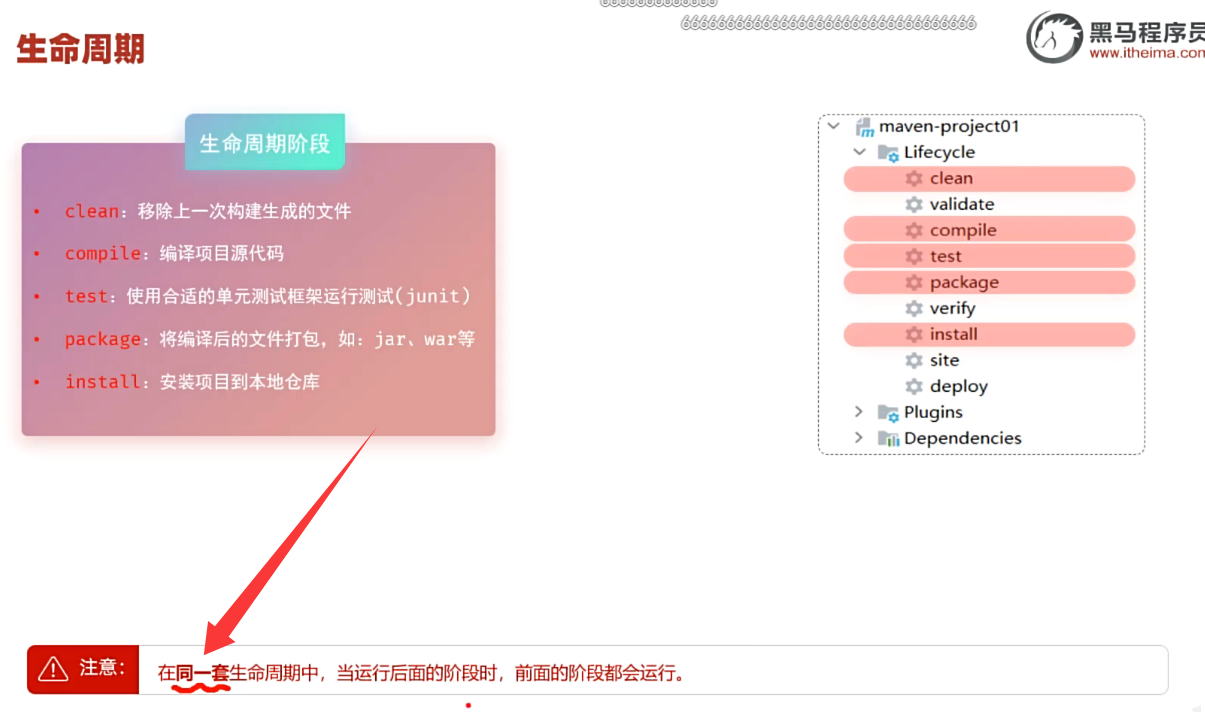 生命周期
黑马程序员
www.itheima.com
生命周期阶段
• clean：移除上一次构建生成的文件
• compile：编译项目源代码
• test：使用合适的单元测试框架运行测试(junit)
• package：将编译后的文件打包，如：jar、war等
• install：安装项目到本地仓库
maven-project01
Lifecycle
clean
validate
compile
test
package
verify
install
site
deploy
Plugins
Dependencies
注意：
在同一套生命周期中，当运行后面的阶段时，前面的阶段都会运行。